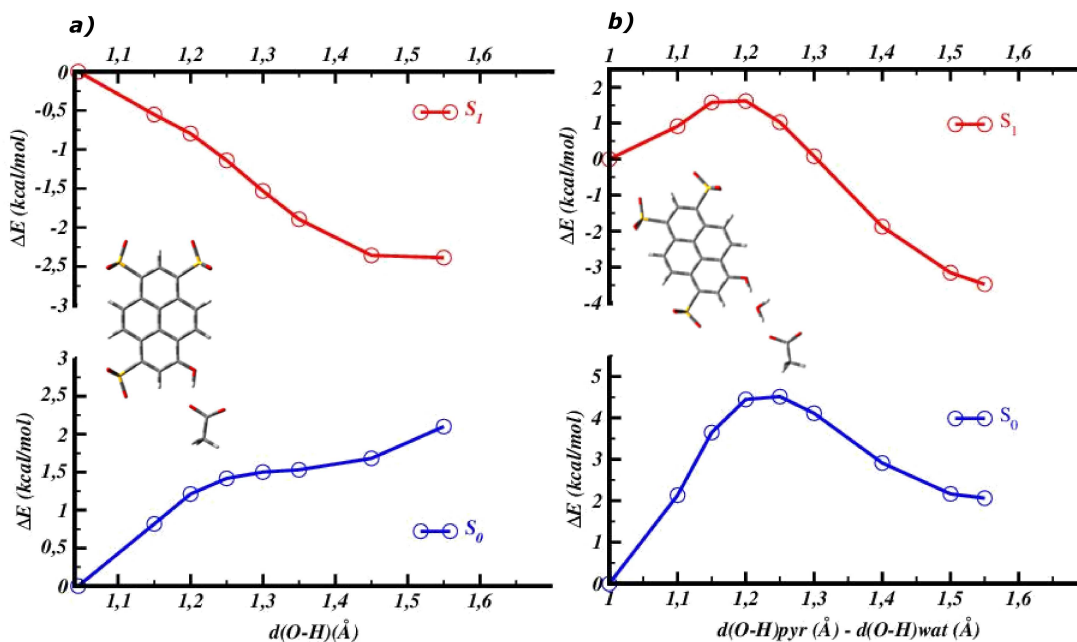 a)
1,1 1,2 1,3 1,4 1,5 1,6
0
-0,5
-1
-1,5
-2
-2,5
-3
ΔE (kcal/mol)
S1
3
2,5
2
1,5
1
0,5
0
ΔE (kcal/mol)
S0
1,1 1,2 1,3 1,4 1,5 1,6
d(O-H)(Å)
b)
1 1,1 1,2 1,3 1,4 1,5 1,6
2
1
0
-1
-2
-3
-4
ΔE (kcal/mol)
S1
5
4
3
2
1
0
ΔE (kcal/mol)
S0
1 1,1 1,2 1,3 1,4 1,5 1,6
d(O-H)pyr (Å) - d(O-H)wat (Å)